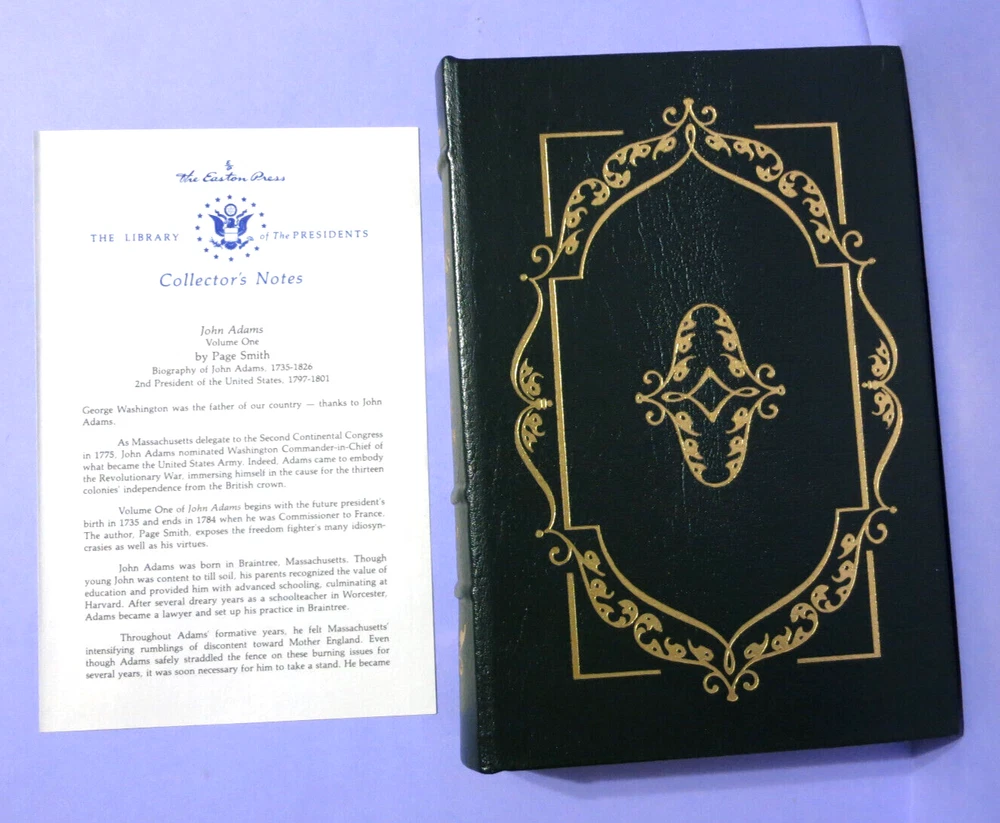 The Easton Press
THE LIBRARY of The PRESIDENTS
Collector's Notes
John Adams
Volume One
by Page Smith
Biography of John Adams, 1735-1826
2nd President of the United States, 1797-1801
George Washington was the father of our country — thanks to John
Adams.
As Massachusetts delegate to the Second Continental Congress
in 1775, John Adams nominated Washington Commander-in-Chief of
what became the United States Army. Indeed, Adams came to embody
the Revolutionary War, immersing himself in the cause for the thirteen
colonies' independence from the British crown.
Volume One of John Adams begins with the future president's
birth in 1735 and ends in 1784 when he was Commissioner to France.
The author, Page Smith, exposes the freedom fighter's many idiosyn-
crasies as well as his virtues.
John Adams was born in Braintree, Massachusetts. Though
young John was content to till soil, his parents recognized the value of
education and provided him with advanced schooling, culminating at
Harvard. After several dreary years as a schoolteacher in Worcester,
Adams became a lawyer and set up his practice in Braintree.
Throughout Adams' formative years, he felt Massachusetts'
intensifying rumblings of discontent toward Mother England. Even
though Adams safely straddled the fence on these burning issues for
several years, it was soon necessary for him to take a stand. He became